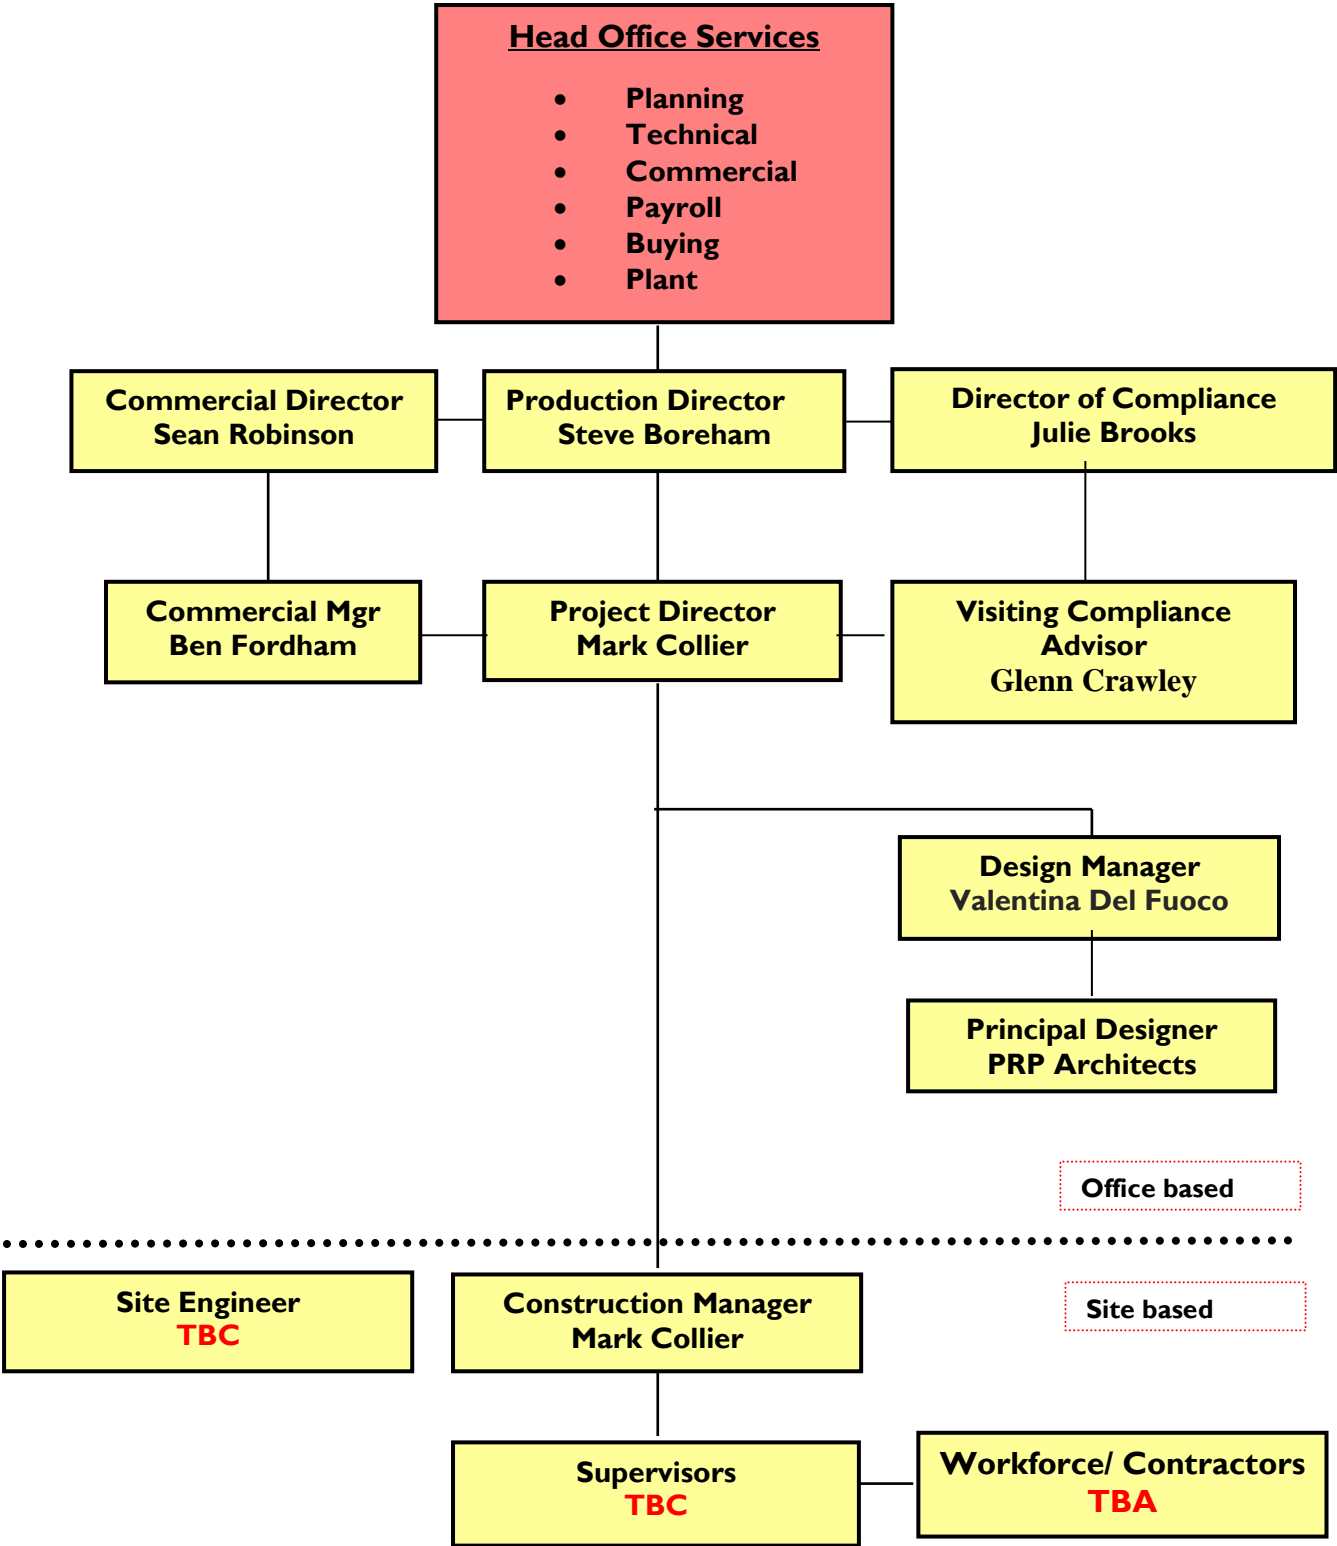 Head Office Services
• Planning
• Technical
• Commercial
• Payroll
• Buying
• Plant
Commercial Director
Sean Robinson
Production Director
Steve Boreham
Director of Compliance
Julie Brooks
Commercial Mgr
Ben Fordham
Project Director
Mark Collier
Visiting Compliance
Advisor
Glenn Crawley
Design Manager
Valentina Del Fuoco
Principal Designer
PRP Architects
Office based
Site Engineer
TBC
Construction Manager
Mark Collier
Site based
Supervisors
TBC
Workforce/ Contractors
TBA